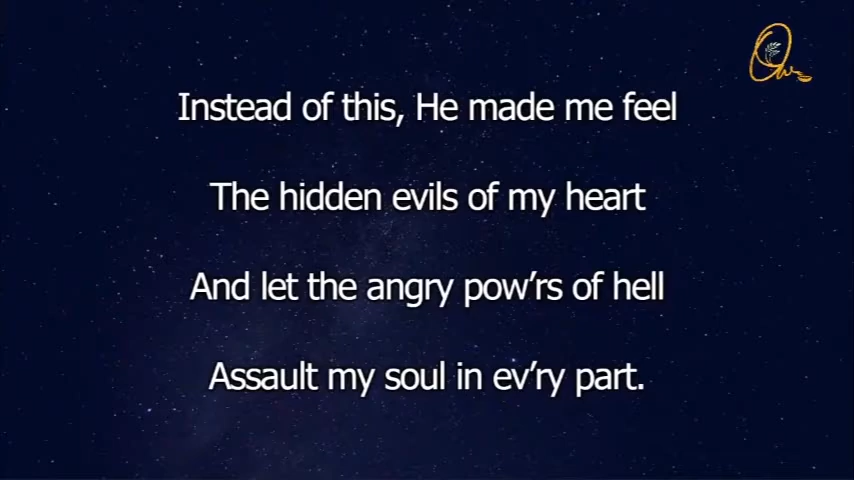 Instead of this, He made me feel
The hidden evils of my heart
And let the angry pow’rs of hell
Assault my soul in ev’ry part.